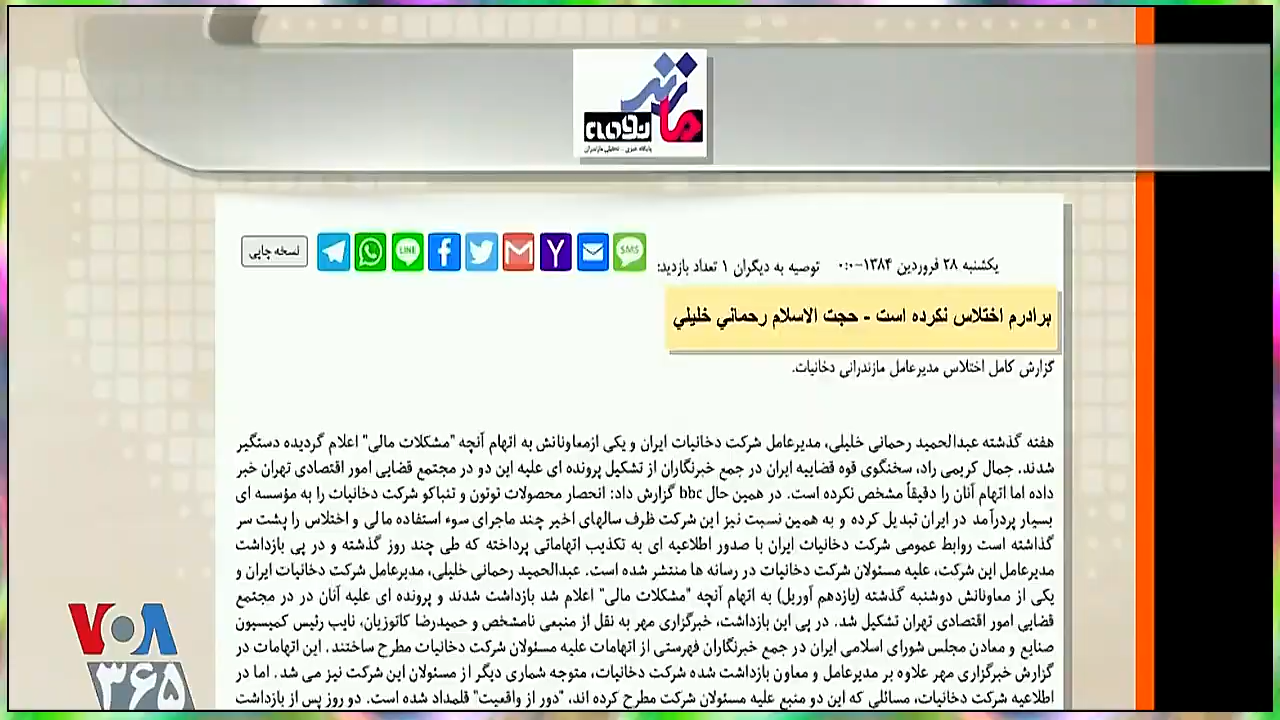 مازند
نومه
پایگاه خبری - تحلیلی مازندران
نسخه چاپی
LINE
SMS
یکشنبه ۲۸ فروردین ۱۳۸۴-۰:۰ توصیه به دیگران ۱ تعداد بازدید:
برادرم اختلاس نکرده است - حجت الاسلام رحماني خليلي
گزارش کامل اختلاس مدیرعامل مازندرانی دخانیات.
هفته گذشته عبدالحمید رحمانی خلیلی، مدیرعامل شرکت دخانیات ایران و یکی ازمعاونانش به اتهام آنچه "مشکلات مالی" اعلام گردیده دستگیر
شدند. جمال کریمی راد، سخنگوی قوه قضاییه ایران در جمع خبرنگاران از تشکیل پرونده ای علیه این دو در مجتمع قضایی امور اقتصادی تهران خبر
داده اما اتهام آنان را دقیقاً مشخص نکرده است. در همین حال bbc گزارش داد: انحصار محصولات توتون و تنباکو شرکت دخانیات را به مؤسسه ای
بسیار پردرآمد در ایران تبدیل کرده و به همین نسبت نیز این شرکت ظرف سالهای اخیر چند ماجرای سوء استفاده مالی و اختلاس را پشت سر
گذاشته است روابط عمومی شرکت دخانیات ایران با صدور اطلاعیه ای به تکذیب اتهاماتی پرداخته که طی چند روز گذشته و در پی بازداشت
مدیرعامل این شرکت، علیه مسئولان شرکت دخانیات در رسانه ها منتشر شده است. عبدالحمید رحمانی خلیلی، مدیرعامل شرکت دخانیات ایران و
یکی از معاونانش دوشنبه گذشته (یازدهم آوریل) به اتهام آنچه "مشکلات مالی" اعلام شد بازداشت شدند و پرونده ای علیه آنان در در مجتمع
قضایی امور اقتصادی تهران تشکیل شد. در پی این بازداشت، خبرگزاری مهر به نقل از منبعی نامشخص و حمیدرضا کاتوزیان، نایب رئیس کمیسیون
صنایع و معادن مجلس شورای اسلامی ایران در جمع خبرنگاران فهرستی از اتهامات علیه مسئولان شرکت دخانیات مطرح ساختند. این اتهامات در
گزارش خبرگزاری مهر علاوه بر مدیرعامل و معاون بازداشت شده شرکت دخانیات، متوجه شماری دیگر از مسئولان این شرکت نیز می شد. اما در
اطلاعیه شرکت دخانیات، مسائلی که این دو منبع علیه مسئولان شرکت مطرح کرده اند، "دور از واقعیت" قلمداد شده است. دو روز پس از بازداشت
VOA
۳۶۵